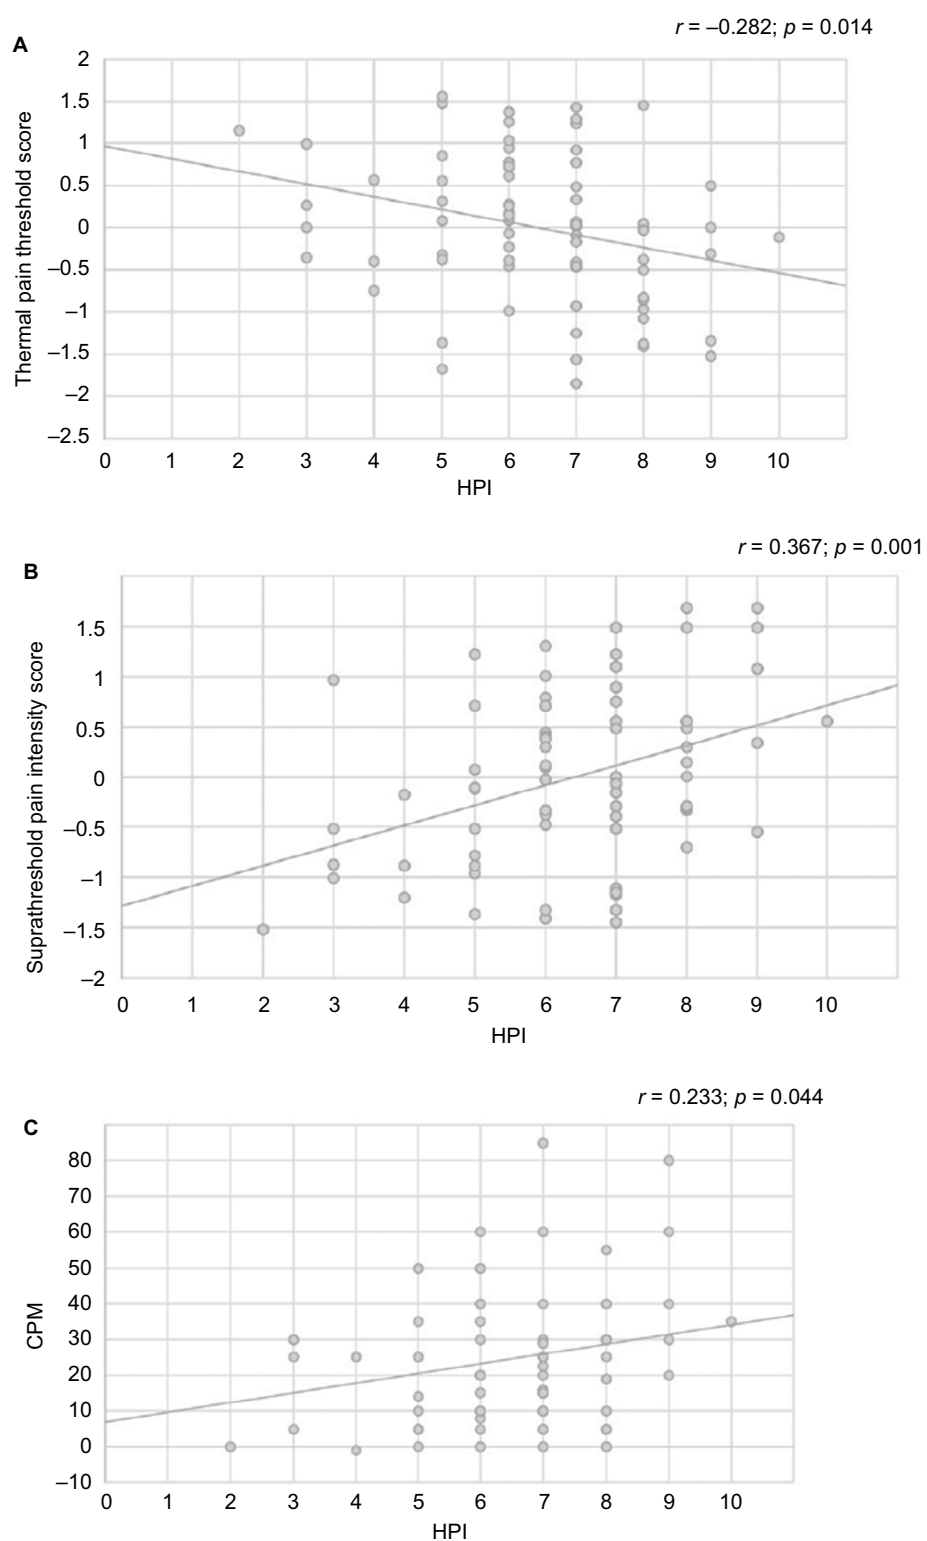 r = –0.282; p = 0.014
A
2
1.5
1
0.5
0
–0.5
–1
–1.5
–2
–2.5
Thermal pain threshold score
0 1 2 3 4 5 6 7 8 9 10
HPI
r = 0.367; p = 0.001
B
1.5
1
0.5
0
–0.5
–1
–1.5
–2
Suprathreshold pain intensity score
0 1 2 3 4 5 6 7 8 9 10
HPI
r = 0.233; p = 0.044
C
80
70
60
50
40
30
20
10
0
–10
CPM
0 1 2 3 4 5 6 7 8 9 10
HPI